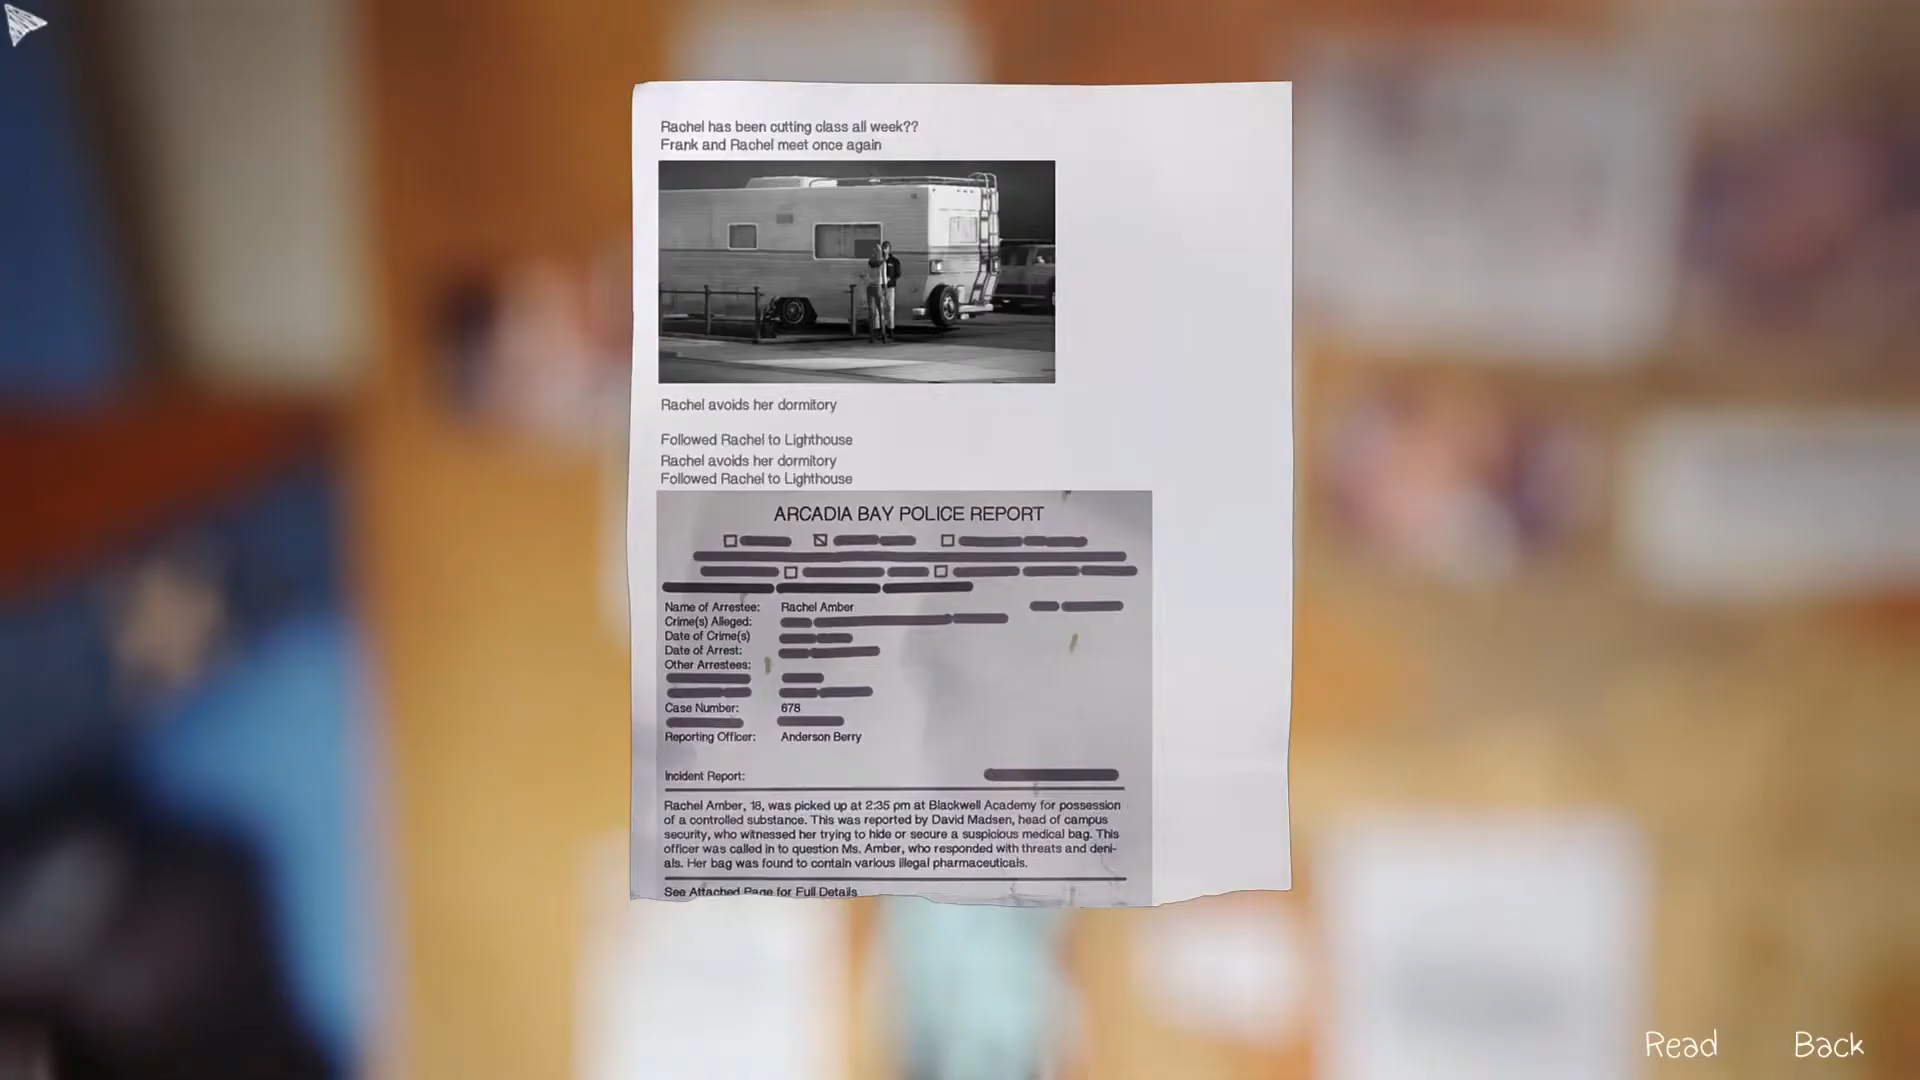 Rachel has been cutting class all week??
Frank and Rachel meet once again
Rachel avoids her dormitory
Followed Rachel to Lighthouse
Rachel avoids her dormitory
Followed Rachel to Lighthouse
ARCADIA BAY POLICE REPORT
Name of Arrestee: Rachel Amber
Crime(s) Alleged:
Date of Crime(s)
Date of Arrest:
Other Arrestees:
Case Number: 678
Reporting Officer: Anderson Berry
Incident Report:
Rachel Amber, 18, was picked up at 2:35 pm at Blackwell Academy for possession
of a controlled substance. This was reported by David Madsen, head of campus
security, who witnessed her trying to hide or secure a suspicious medical bag. This
officer was called in to question Ms. Amber, who responded with threats and deni-
als. Her bag was found to contain various illegal pharmaceuticals.
See Attached Page for Full Details
Read Back